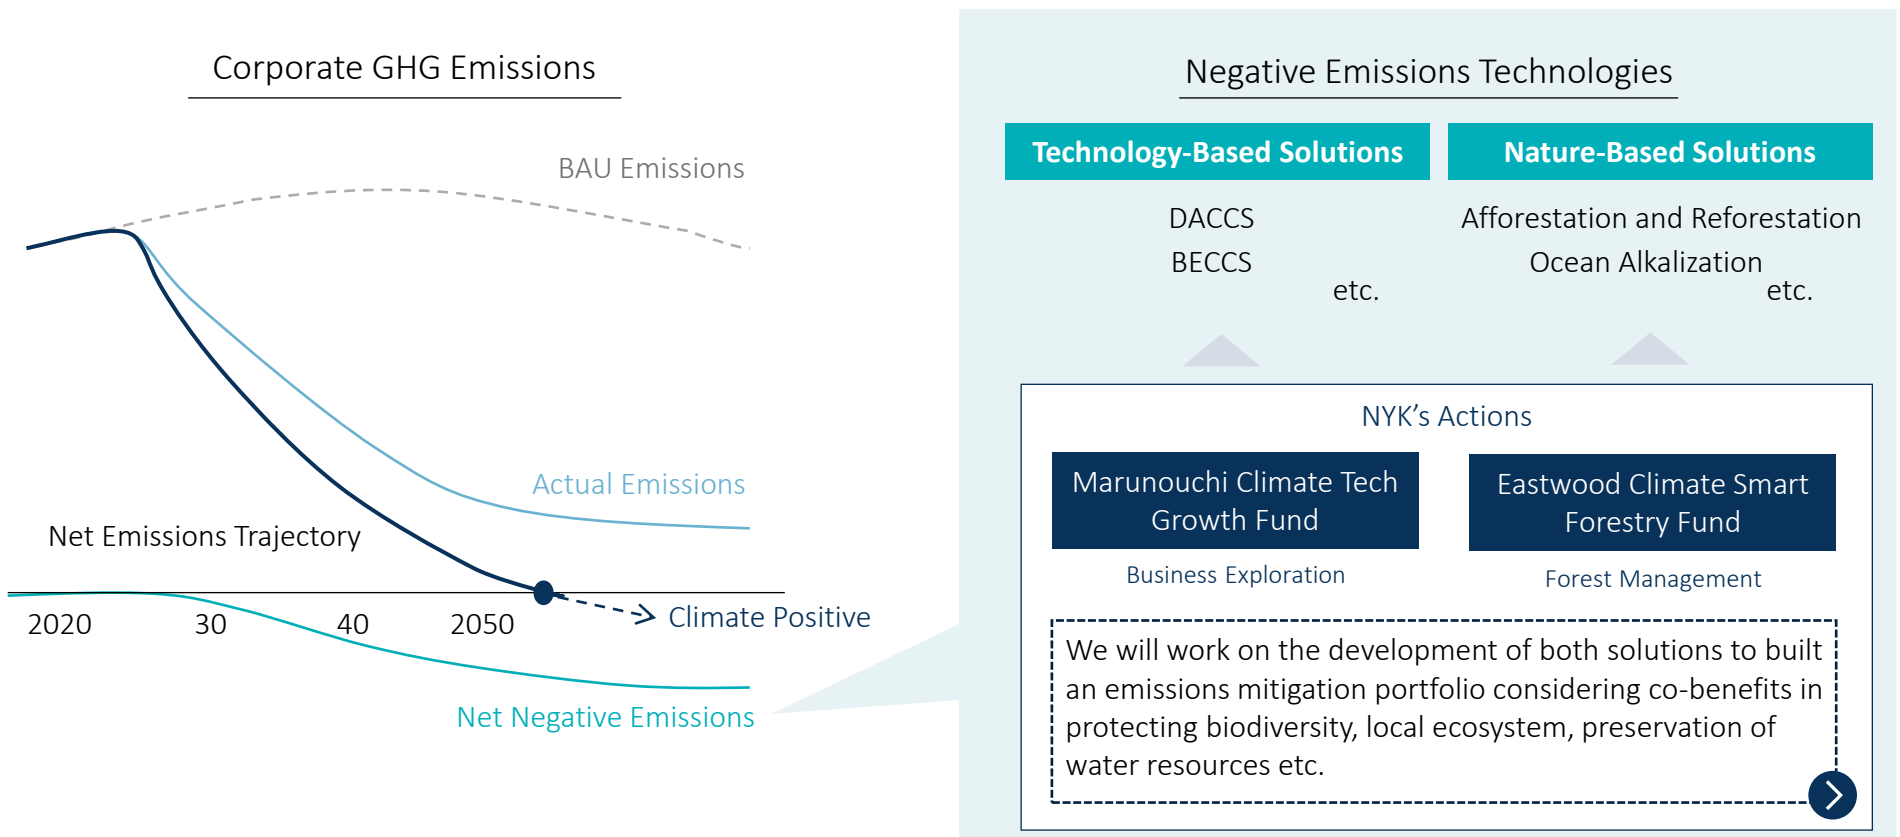 Corporate GHG Emissions
BAU Emissions
Actual Emissions
Net Emissions Trajectory
2020
30
40
2050
Climate Positive
Net Negative Emissions
Negative Emissions Technologies
Technology-Based Solutions
DACCS
BECCS
etc.
Nature-Based Solutions
Afforestation and Reforestation
Ocean Alkalization
etc.
NYK’s Actions
Marunouchi Climate Tech
Growth Fund
Business Exploration
Eastwood Climate Smart
Forestry Fund
Forest Management
We will work on the development of both solutions to built
an emissions mitigation portfolio considering co-benefits in
protecting biodiversity, local ecosystem, preservation of
water resources etc.